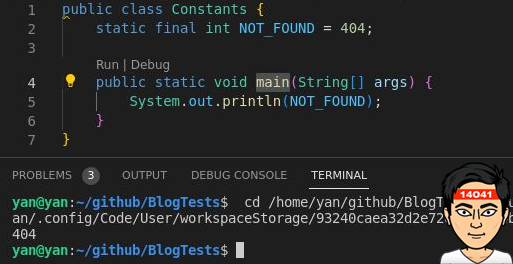 1 public class Constants {
2 static final int NOT_FOUND = 404;
3
Run | Debug
4 public static void main(String[] args) {
5 System.out.println(NOT_FOUND);
6 }
7 }
PROBLEMS 3 OUTPUT DEBUG CONSOLE TERMINAL
yan@yan:~/github/BlogTests$ cd /home/yan/github/BlogT
an/.config/Code/User/workspaceStorage/93240caea32d2e72
404
yan@yan:~/github/BlogTests$
14041